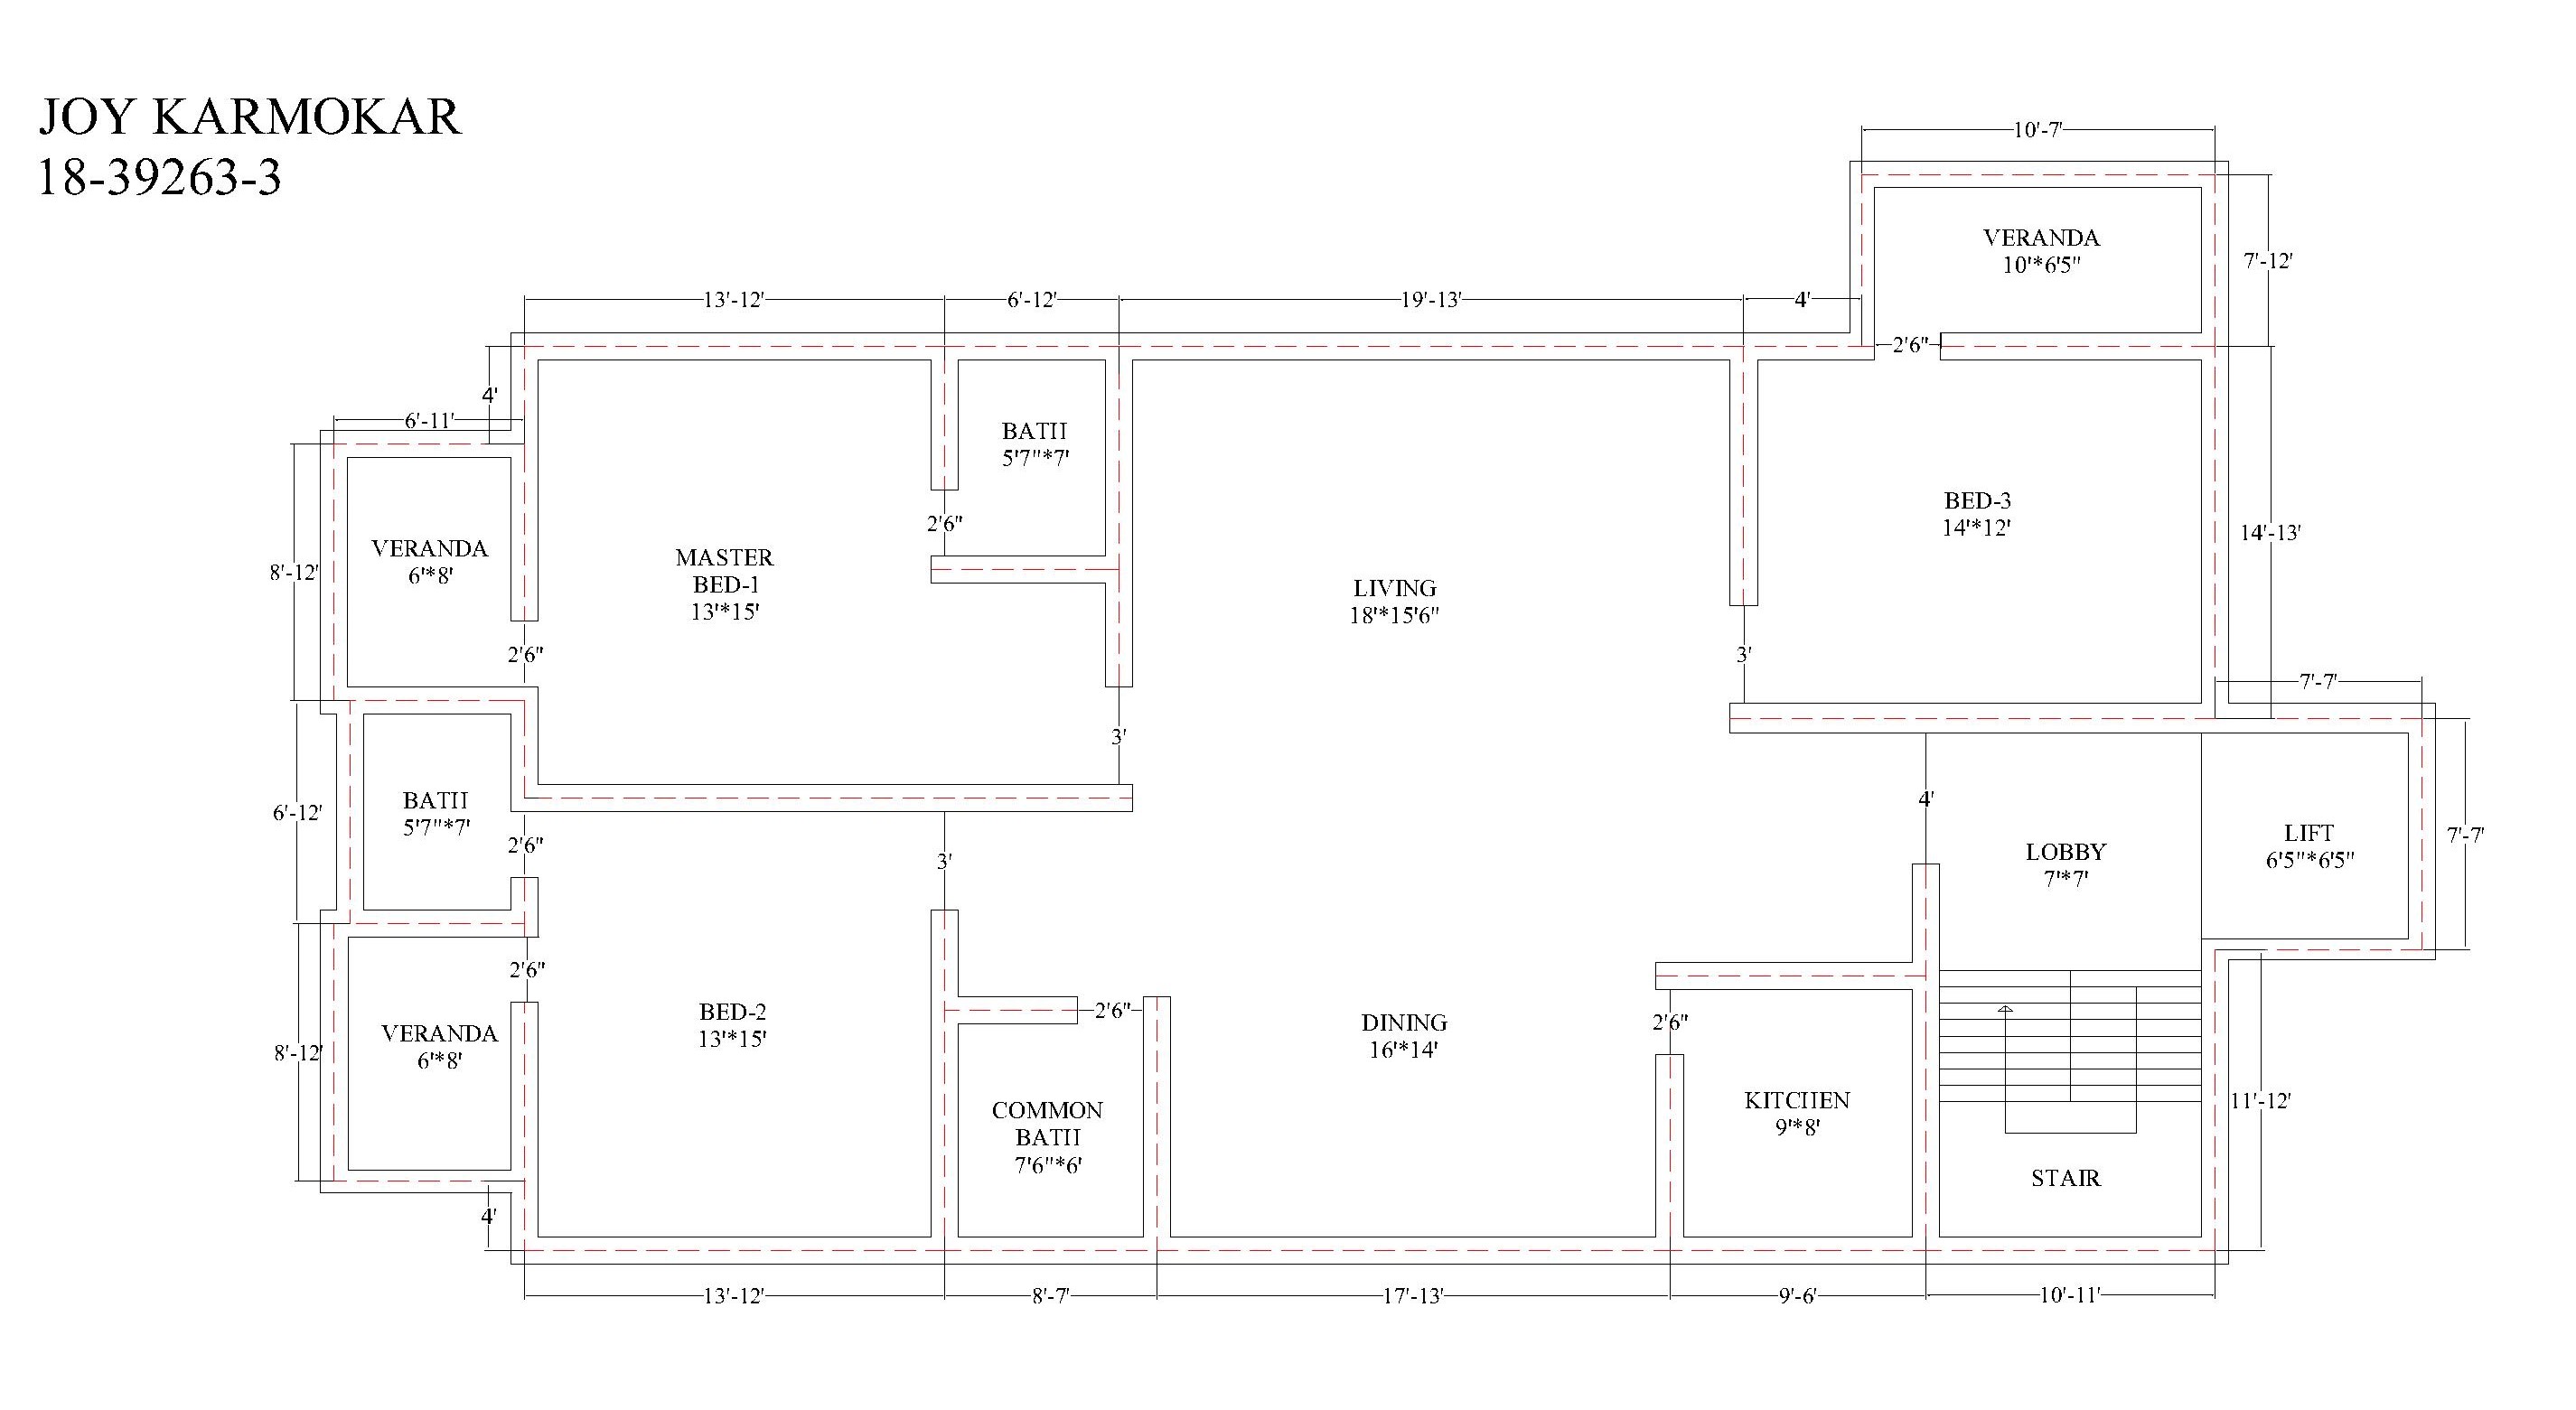 JOY KARMOKAR
18-39263-3
10'-7'
VERANDA
10'*6'5"
7'-12'
13'-12'
6'-12'
19'-13'
4'
2'6"
4'
6'-11'
BATH
5'7"*7'
BED-3
14'*12'
2'6"
14'-13'
VERANDA
6'*8'
8'-12'
MASTER
BED-1
13'*15'
LIVING
18'*15'6"
2'6"
3'
7'-7'
3'
BATH
5'7"*7'
6'-12'
2'6"
3'
4'
LOBBY
7'*7'
LIFT
6'5"*6'5"
7'-7'
2'6"
VERANDA
6'*8'
8'-12'
BED-2
13'*15'
2'6"
DINING
16'*14'
2'6"
COMMON
BATH
7'6"*6'
KITCHEN
9'*8'
11'-12'
STAIR
4'
13'-12'
8'-7'
17'-13'
9'-6'
10'-11'